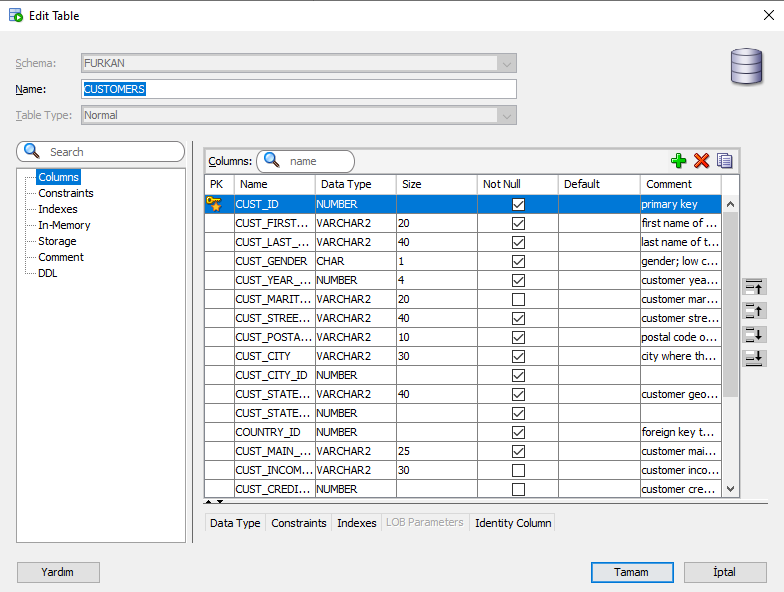 Edit Table
Schema: FURKAN
Name: CUSTOMERS
Table Type: Normal
Search
Columns
Constraints
Indexes
In-Memory
Storage
Comment
DDL
Columns: name
PK Name Data Type Size Not Null Default Comment
CUST_ID NUMBER primary key
CUST_FIRST... VARCHAR2 20 first name of ...
CUST_LAST_... VARCHAR2 40 last name of t...
CUST_GENDER CHAR 1 gender; low c...
CUST_YEAR_... NUMBER 4 customer yea...
CUST_MARIT... VARCHAR2 20 customer mar...
CUST_STREE... VARCHAR2 40 customer stre...
CUST_POSTA... VARCHAR2 10 postal code o...
CUST_CITY VARCHAR2 30 city where th...
CUST_CITY_ID NUMBER
CUST_STATE... VARCHAR2 40 customer geo...
CUST_STATE... NUMBER
COUNTRY_ID NUMBER foreign key t...
CUST_MAIN_... VARCHAR2 25 customer mai...
CUST_INCOM... VARCHAR2 30 customer inco...
CUST_CREDI... NUMBER customer cre...
Data Type Constraints Indexes LOB Parameters Identity Column
Yardım Tamam İptal